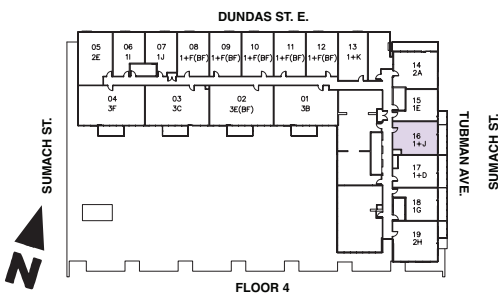 DUNDAS ST. E.
05
2E
06
1I
07
1J
08
1+F(BF)
09
1+F(BF)
10
1+F(BF)
11
1+F(BF)
12
1+F(BF)
13
1+K
14
2A
04
3F
03
3C
02
3E(BF)
01
3B
15
1E
16
1+J
17
1+D
18
1G
19
2H
SUMACH ST.
TUBMAN AVE.
SUMACH ST.
N
FLOOR 4